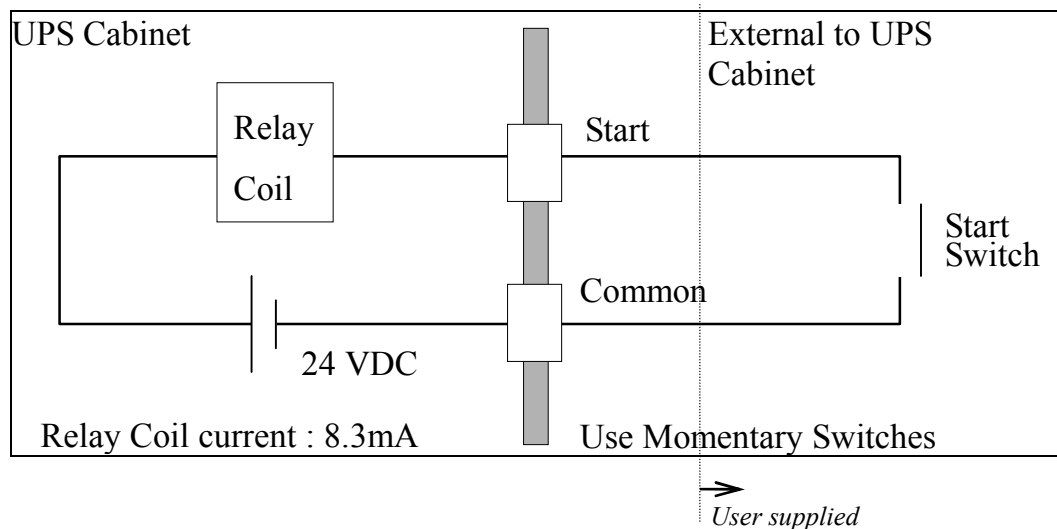 UPS Cabinet
External to UPS
Cabinet
Relay
Coil
Start
Start
Switch
Common
24 VDC
Relay Coil current : 8.3mA
Use Momentary Switches
User supplied